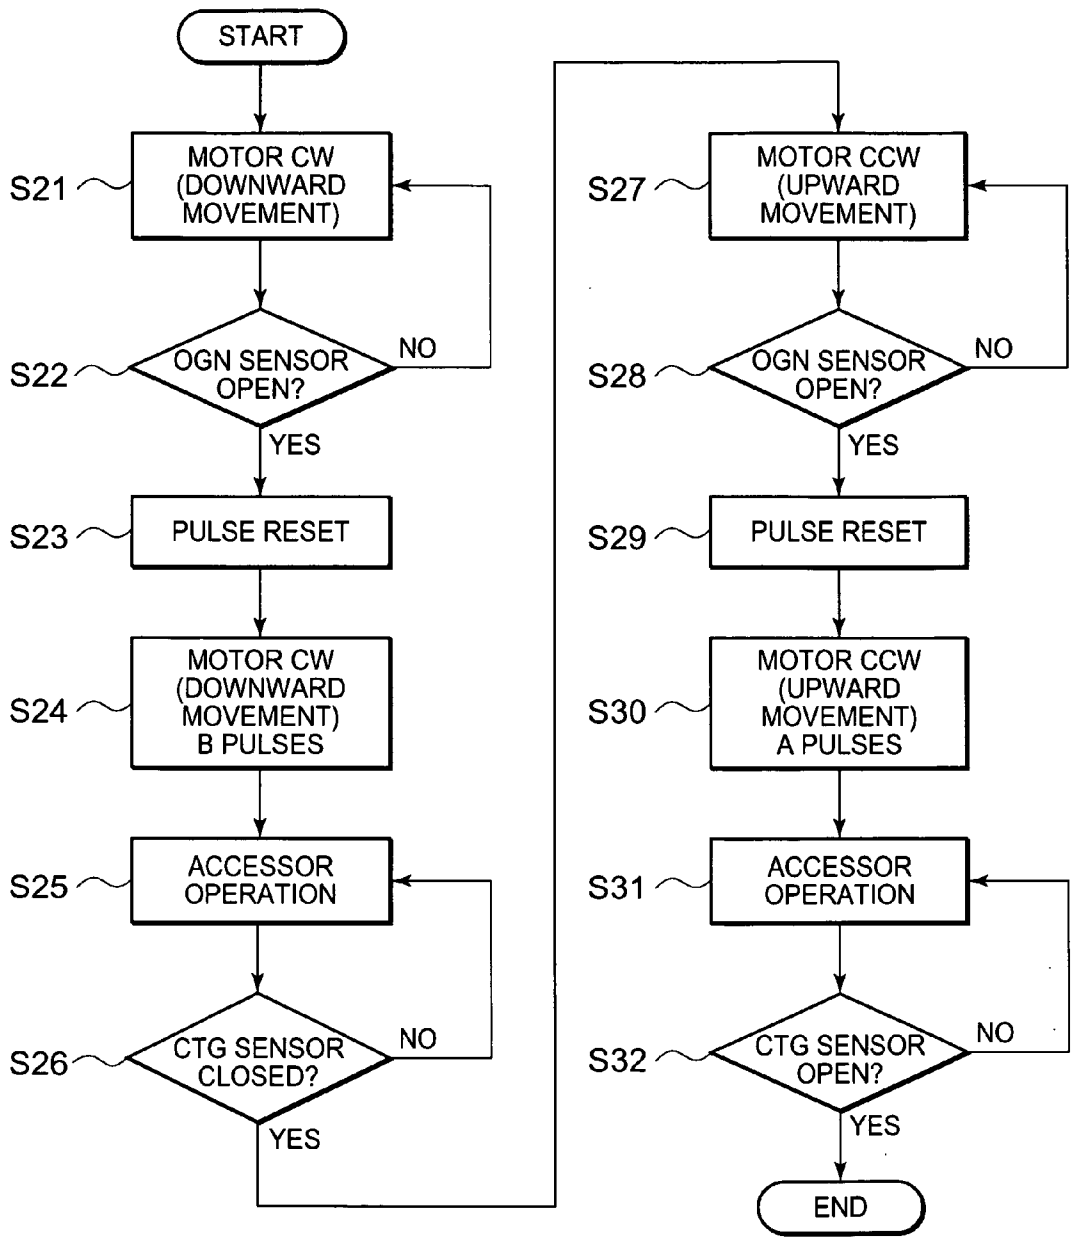 START
S21
MOTOR CW
(DOWNWARD
MOVEMENT)
S22
OGN SENSOR
OPEN?
NO
YES
S23
PULSE RESET
S24
MOTOR CW
(DOWNWARD
MOVEMENT)
B PULSES
S25
ACCESSOR
OPERATION
S26
CTG SENSOR
CLOSED?
NO
YES
S27
MOTOR CCW
(UPWARD
MOVEMENT)
S28
OGN SENSOR
OPEN?
NO
YES
S29
PULSE RESET
S30
MOTOR CCW
(UPWARD
MOVEMENT)
A PULSES
S31
ACCESSOR
OPERATION
S32
CTG SENSOR
OPEN?
NO
YES
END